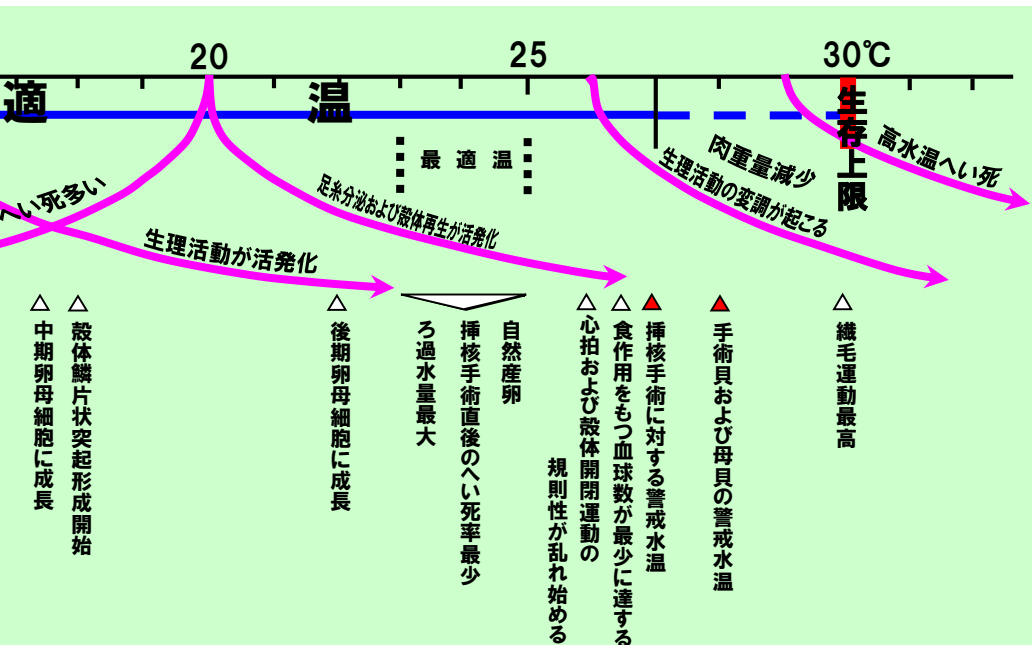 20
25
30℃
適
温
最適温
生存上限
へい死多い
生理活動が活発化
足糸分泌および殻体再生が活発化
肉重量減少
生理活動の変調が起こる
高水温へい死
中期卵母細胞に成長
殻体鱗片状突起形成開始
後期卵母細胞に成長
ろ過水量最大
挿核手術直後のへい死率最少
自然産卵
心拍および殻体開閉運動の
規則性が乱れ始める
食作用をもつ血球数が最少に達する
挿核手術に対する警戒水温
手術貝および母貝の警戒水温
繊毛運動最高